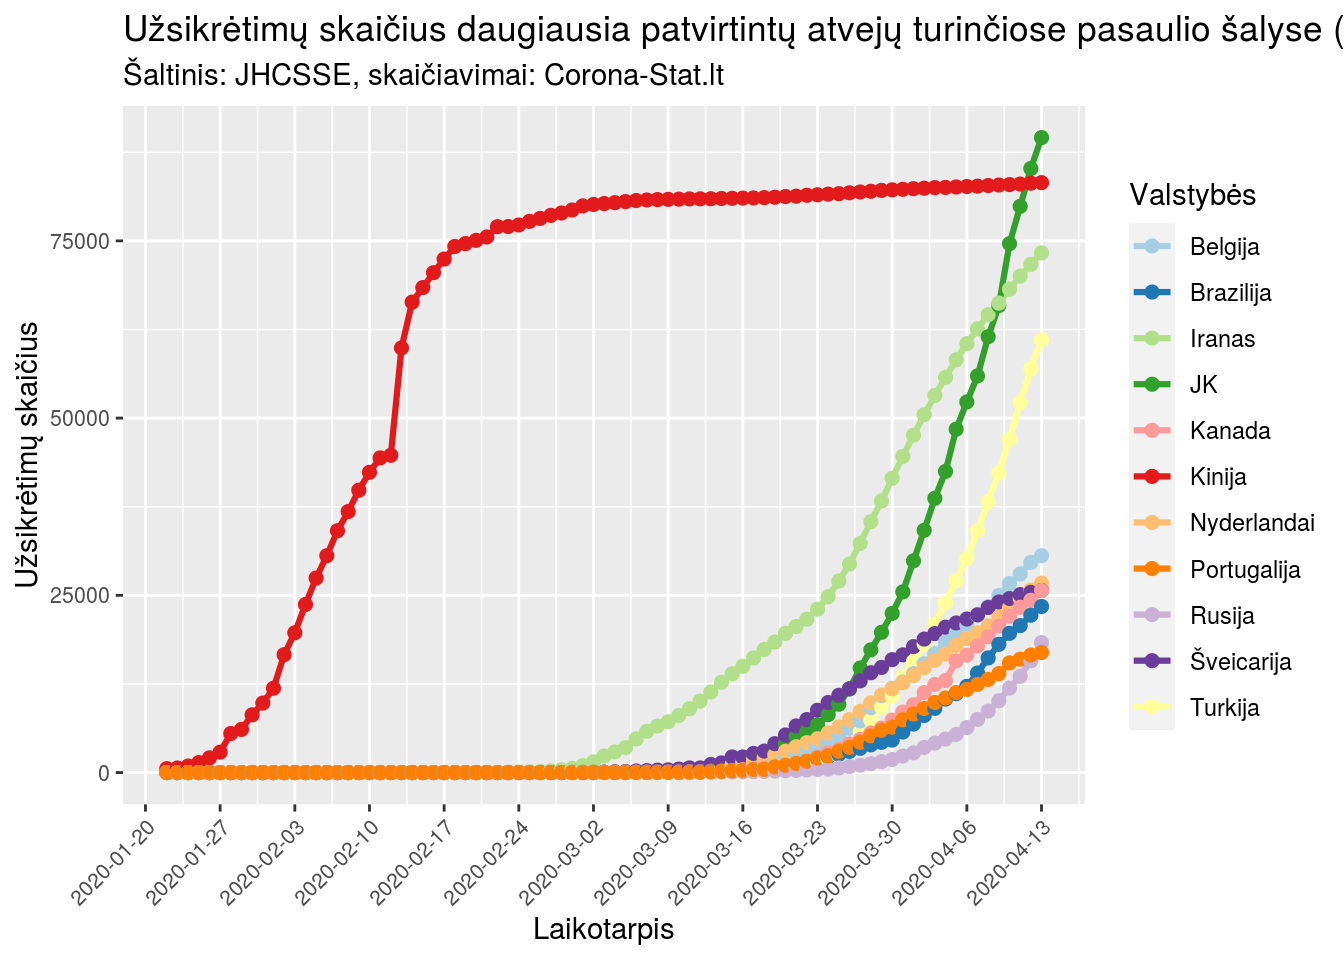 Užsikrėtimų skaičius daugiausia patvirtintų atvejų turinčiose pasaulio šalyse (
Šaltinis: JHCSSE, skaičiavimai: Corona-Stat.lt
Užsikrėtimų skaičius
75000
50000
25000
0
2020-01-20
2020-01-27
2020-02-03
2020-02-10
2020-02-17
2020-02-24
2020-03-02
2020-03-09
2020-03-16
2020-03-23
2020-03-30
2020-04-06
2020-04-13
Laikotarpis
Valstybės
Belgija
Brazilija
Iranas
JK
Kanada
Kinija
Nyderlandai
Portugalija
Rusija
Šveicarija
Turkija